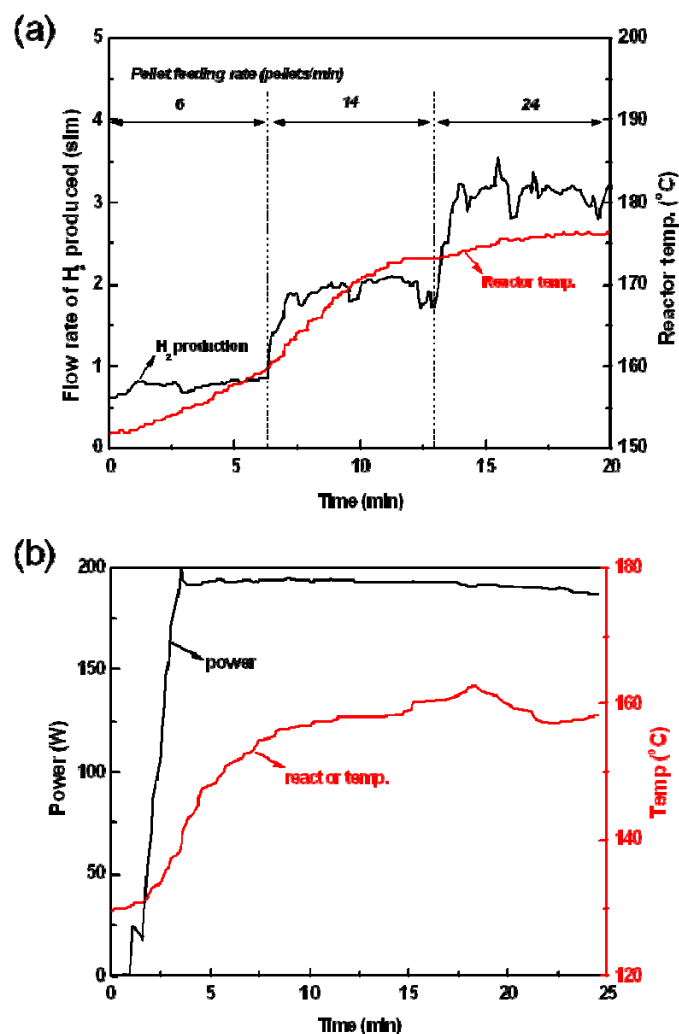 (a)
Flow rate of H2 produced (slm)
5
4
3
2
1
0
Pellet feeding rate (pellets/min)
6
14
24
H2 production
Reactor temp.
200
190
180
170
160
150
Reactor temp. (°C)
0
5
10
15
20
Time (min)
(b)
Power (W)
200
150
100
50
0
power
reactor temp.
180
160
140
120
Temp (°C)
0
5
10
15
20
25
Time (min)